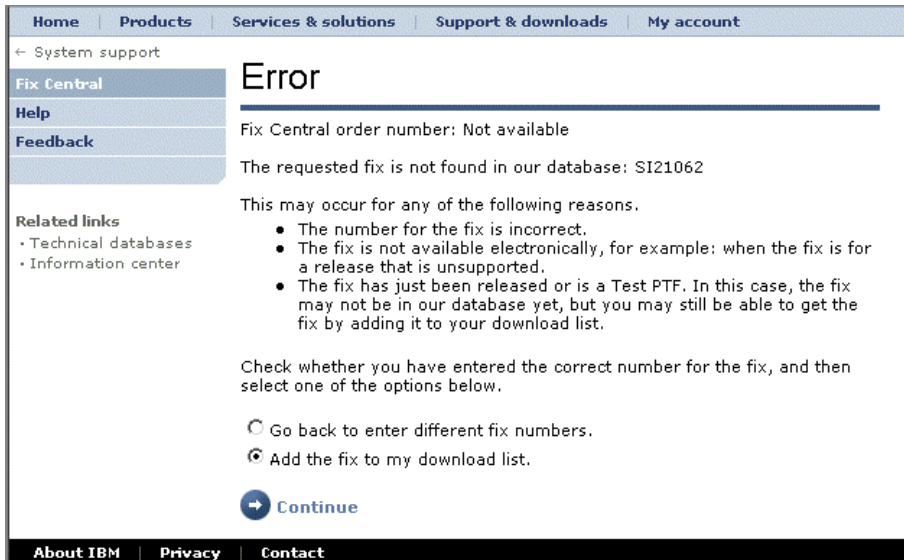 Home | Products | Services & solutions | Support & downloads | My account
← System support
Fix Central
Help
Feedback
Related links
· Technical databases
· Information center
Error
Fix Central order number: Not available
The requested fix is not found in our database: SI21062
This may occur for any of the following reasons.
● The number for the fix is incorrect.
● The fix is not available electronically, for example: when the fix is for
a release that is unsupported.
● The fix has just been released or is a Test PTF. In this case, the fix
may not be in our database yet, but you may still be able to get the
fix by adding it to your download list.
Check whether you have entered the correct number for the fix, and then
select one of the options below.
Go back to enter different fix numbers.
Add the fix to my download list.
Continue
About IBM | Privacy | Contact